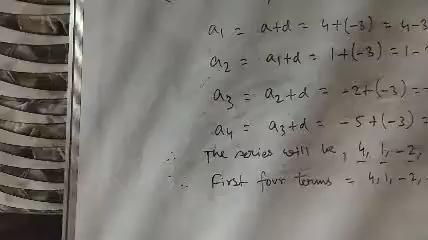 a₁ = a+d = 4+(-3) = 4-3
a₂ = a₁+d = 1+(-3) = 1-
a₃ = a₂+d = -2+(-3) =
a₄ = a₃+d = -5+(-3) =
∴ The series will be, 4, 1, -2,
∴ First four terms = 4, 1, -2,